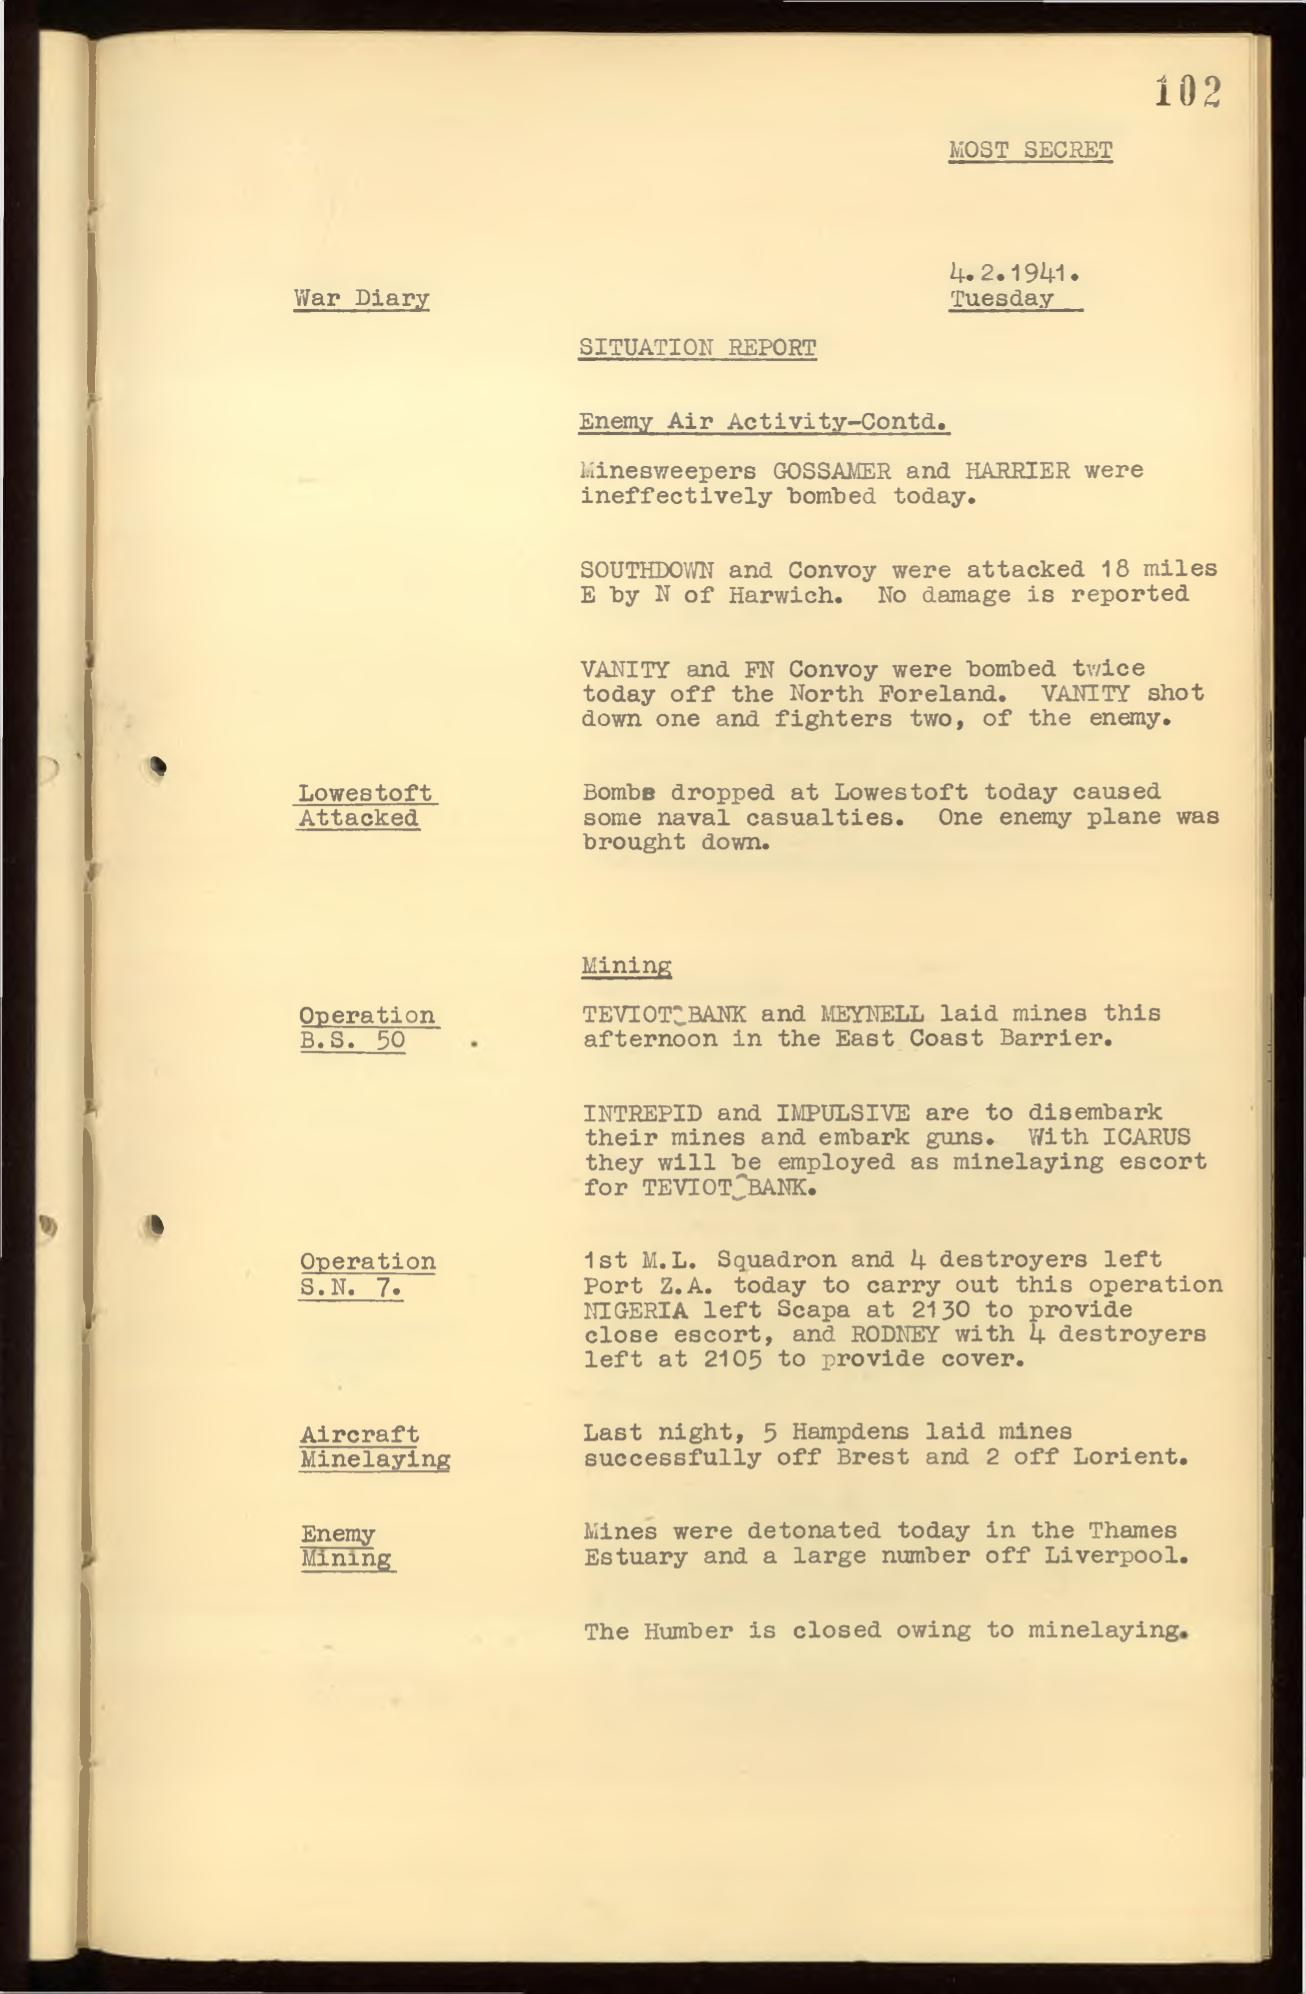 102
MOST SECRET
4.2.1941.
War Diary
Tuesday
SITUATION REPORT
Enemy Air Activity-Contd.
Minesweepers GOSSAMER and HARRIER were
ineffectively bombed today.
SOUTHDOWN and Convoy were attacked 18 miles
E by N of Harwich. No damage is reported
VANITY and FN Convoy were bombed twice
today off the North Foreland. VANITY shot
down one and fighters two, of the enemy.
Lowestoft
Attacked
Bombs dropped at Lowestoft today caused
some naval casualties. One enemy plane was
brought down.
Mining
Operation
B.S. 50
TEVIOT BANK and MEYNELL laid mines this
afternoon in the East Coast Barrier.
INTREPID and IMPULSIVE are to disembark
their mines and embark guns. With ICARUS
they will be employed as minelaying escort
for TEVIOT BANK.
Operation
S.N. 7.
1st M.L. Squadron and 4 destroyers left
Port Z.A. today to carry out this operation
NIGERIA left Scapa at 2130 to provide
close escort, and RODNEY with 4 destroyers
left at 2105 to provide cover.
Aircraft
Minelaying
Last night, 5 Hampdens laid mines
successfully off Brest and 2 off Lorient.
Enemy
Mining
Mines were detonated today in the Thames
Estuary and a large number off Liverpool.
The Humber is closed owing to minelaying.